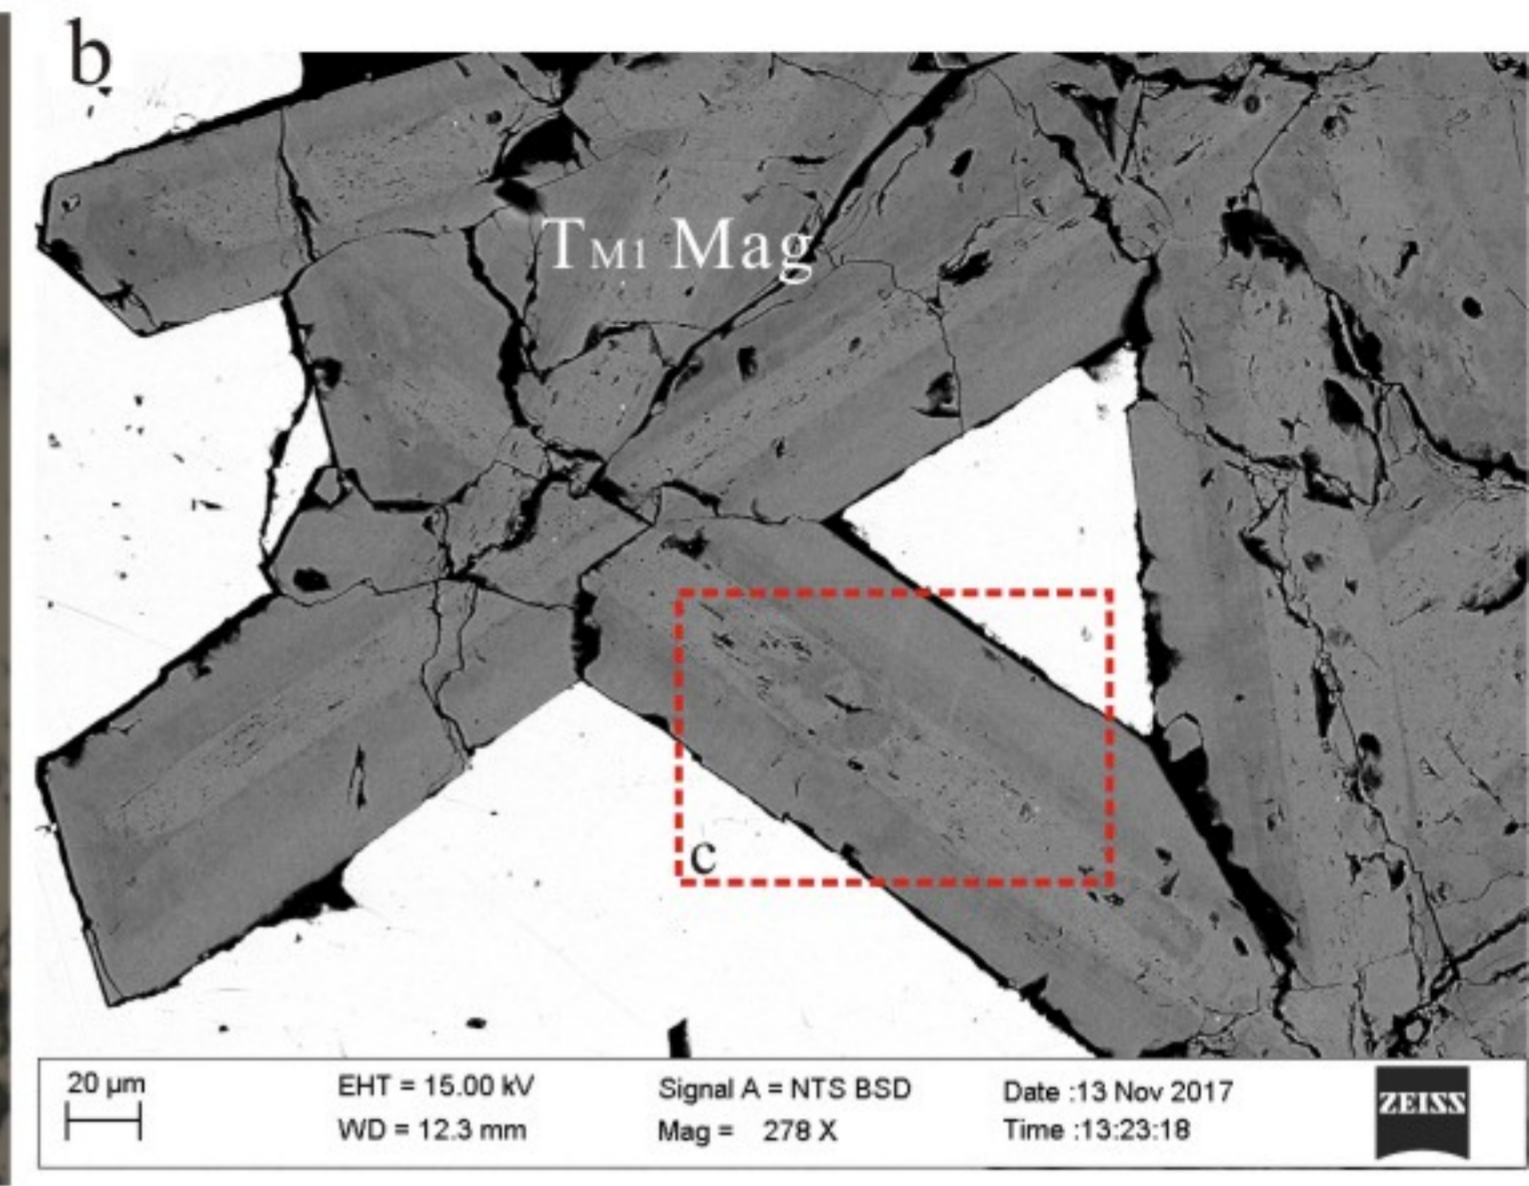 b
TM1 Mag
c
20 µm
EHT = 15.00 kV
Signal A = NTS BSD
Date :13 Nov 2017
WD = 12.3 mm
Mag = 278 X
Time :13:23:18
ZEISS